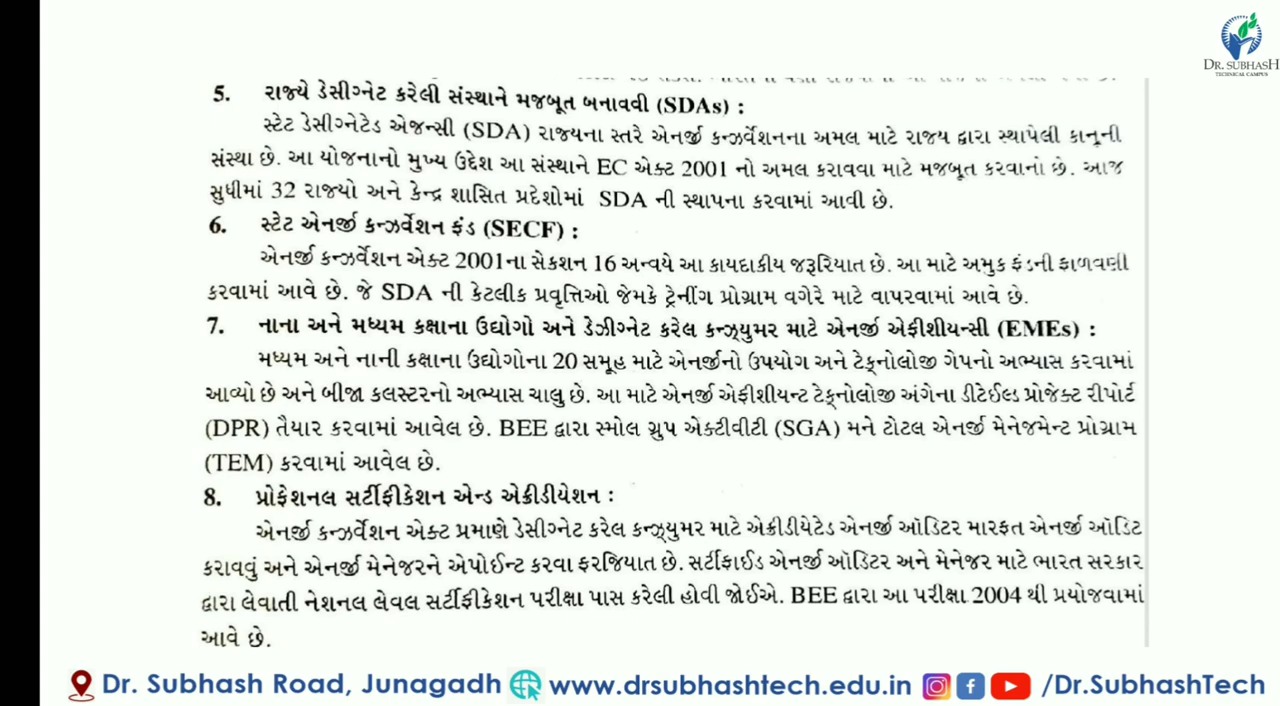 DR. SUBHASH
TECHNICAL CAMPUS
5. રાજ્યે ડેસીગ્નેટ કરેલી સંસ્થાને મજબૂત બનાવવી (SDAs) :
સ્ટેટ ડેસીગ્નેટેડ એજન્સી (SDA) રાજ્યના સ્તરે એનર્જી કન્ઝર્વેશનના અમલ માટે રાજ્ય દ્વારા સ્થાપેલી કાનૂની
સંસ્થા છે. આ યોજનાનો મુખ્ય ઉદ્દેશ આ સંસ્થાને EC એક્ટ 2001 નો અમલ કરાવવા માટે મજબૂત કરવાનો છે. આજ
સુધીમાં 32 રાજ્યો અને કેન્દ્ર શાસિત પ્રદેશોમાં SDA ની સ્થાપના કરવામાં આવી છે.
6. સ્ટેટ એનર્જી કન્ઝર્વેશન ફંડ (SECF) :
એનર્જી કન્ઝર્વેશન એક્ટ 2001ના સેક્શન 16 અન્વયે આ કાયદાકીય જરૂરિયાત છે. આ માટે અમુક ફંડની ફાળવણી
કરવામાં આવે છે. જે SDA ની કેટલીક પ્રવૃત્તિઓ જેમકે ટ્રેનીંગ પ્રોગ્રામ વગેરે માટે વાપરવામાં આવે છે.
7. નાના અને મધ્યમ કક્ષાના ઉદ્યોગો અને ડેઝીગ્નેટ કરેલ કન્ઝ્યુમર માટે એનર્જી એફીશીયન્સી (EMEs) :
મધ્યમ અને નાની કક્ષાના ઉદ્યોગોના 20 સમૂહ માટે એનર્જીનો ઉપયોગ અને ટેક્નોલોજી ગેપનો અભ્યાસ કરવામાં
આવ્યો છે અને બીજા કલસ્ટરનો અભ્યાસ ચાલુ છે. આ માટે એનર્જી એફીશીયન્ટ ટેક્નોલોજી અંગેના ડીટેઈલ્ડ પ્રોજેક્ટ રીપોર્ટ
(DPR) તૈયાર કરવામાં આવેલ છે. BEE દ્વારા સ્મોલ ગ્રુપ એક્ટીવીટી (SGA) મને ટોટલ એનર્જી મેનેજમેન્ટ પ્રોગ્રામ
(TEM) કરવામાં આવેલ છે.
8. પ્રોફેશનલ સર્ટીફીકેશન એન્ડ એક્રીડીયેશન :
એનર્જી કન્ઝર્વેશન એક્ટ પ્રમાણે ડેસીગ્નેટ કરેલ કન્ઝ્યુમર માટે એક્રીડીયેટેડ એનર્જી ઑડિટર મારફત એનર્જી ઑડિટ
કરાવવું અને એનર્જી મેનેજરને એપોઈન્ટ કરવા ફરજિયાત છે. સર્ટીફાઈડ એનર્જી ઑડિટર અને મેનેજર માટે ભારત સરકાર
દ્વારા લેવાતી નેશનલ લેવલ સર્ટીફીકેશન પરીક્ષા પાસ કરેલી હોવી જોઈએ. BEE દ્વારા આ પરીક્ષા 2004 થી પ્રયોજવામાં
આવે છે.
Dr. Subhash Road, Junagadh www.drsubhashtech.edu.in /Dr.SubhashTech